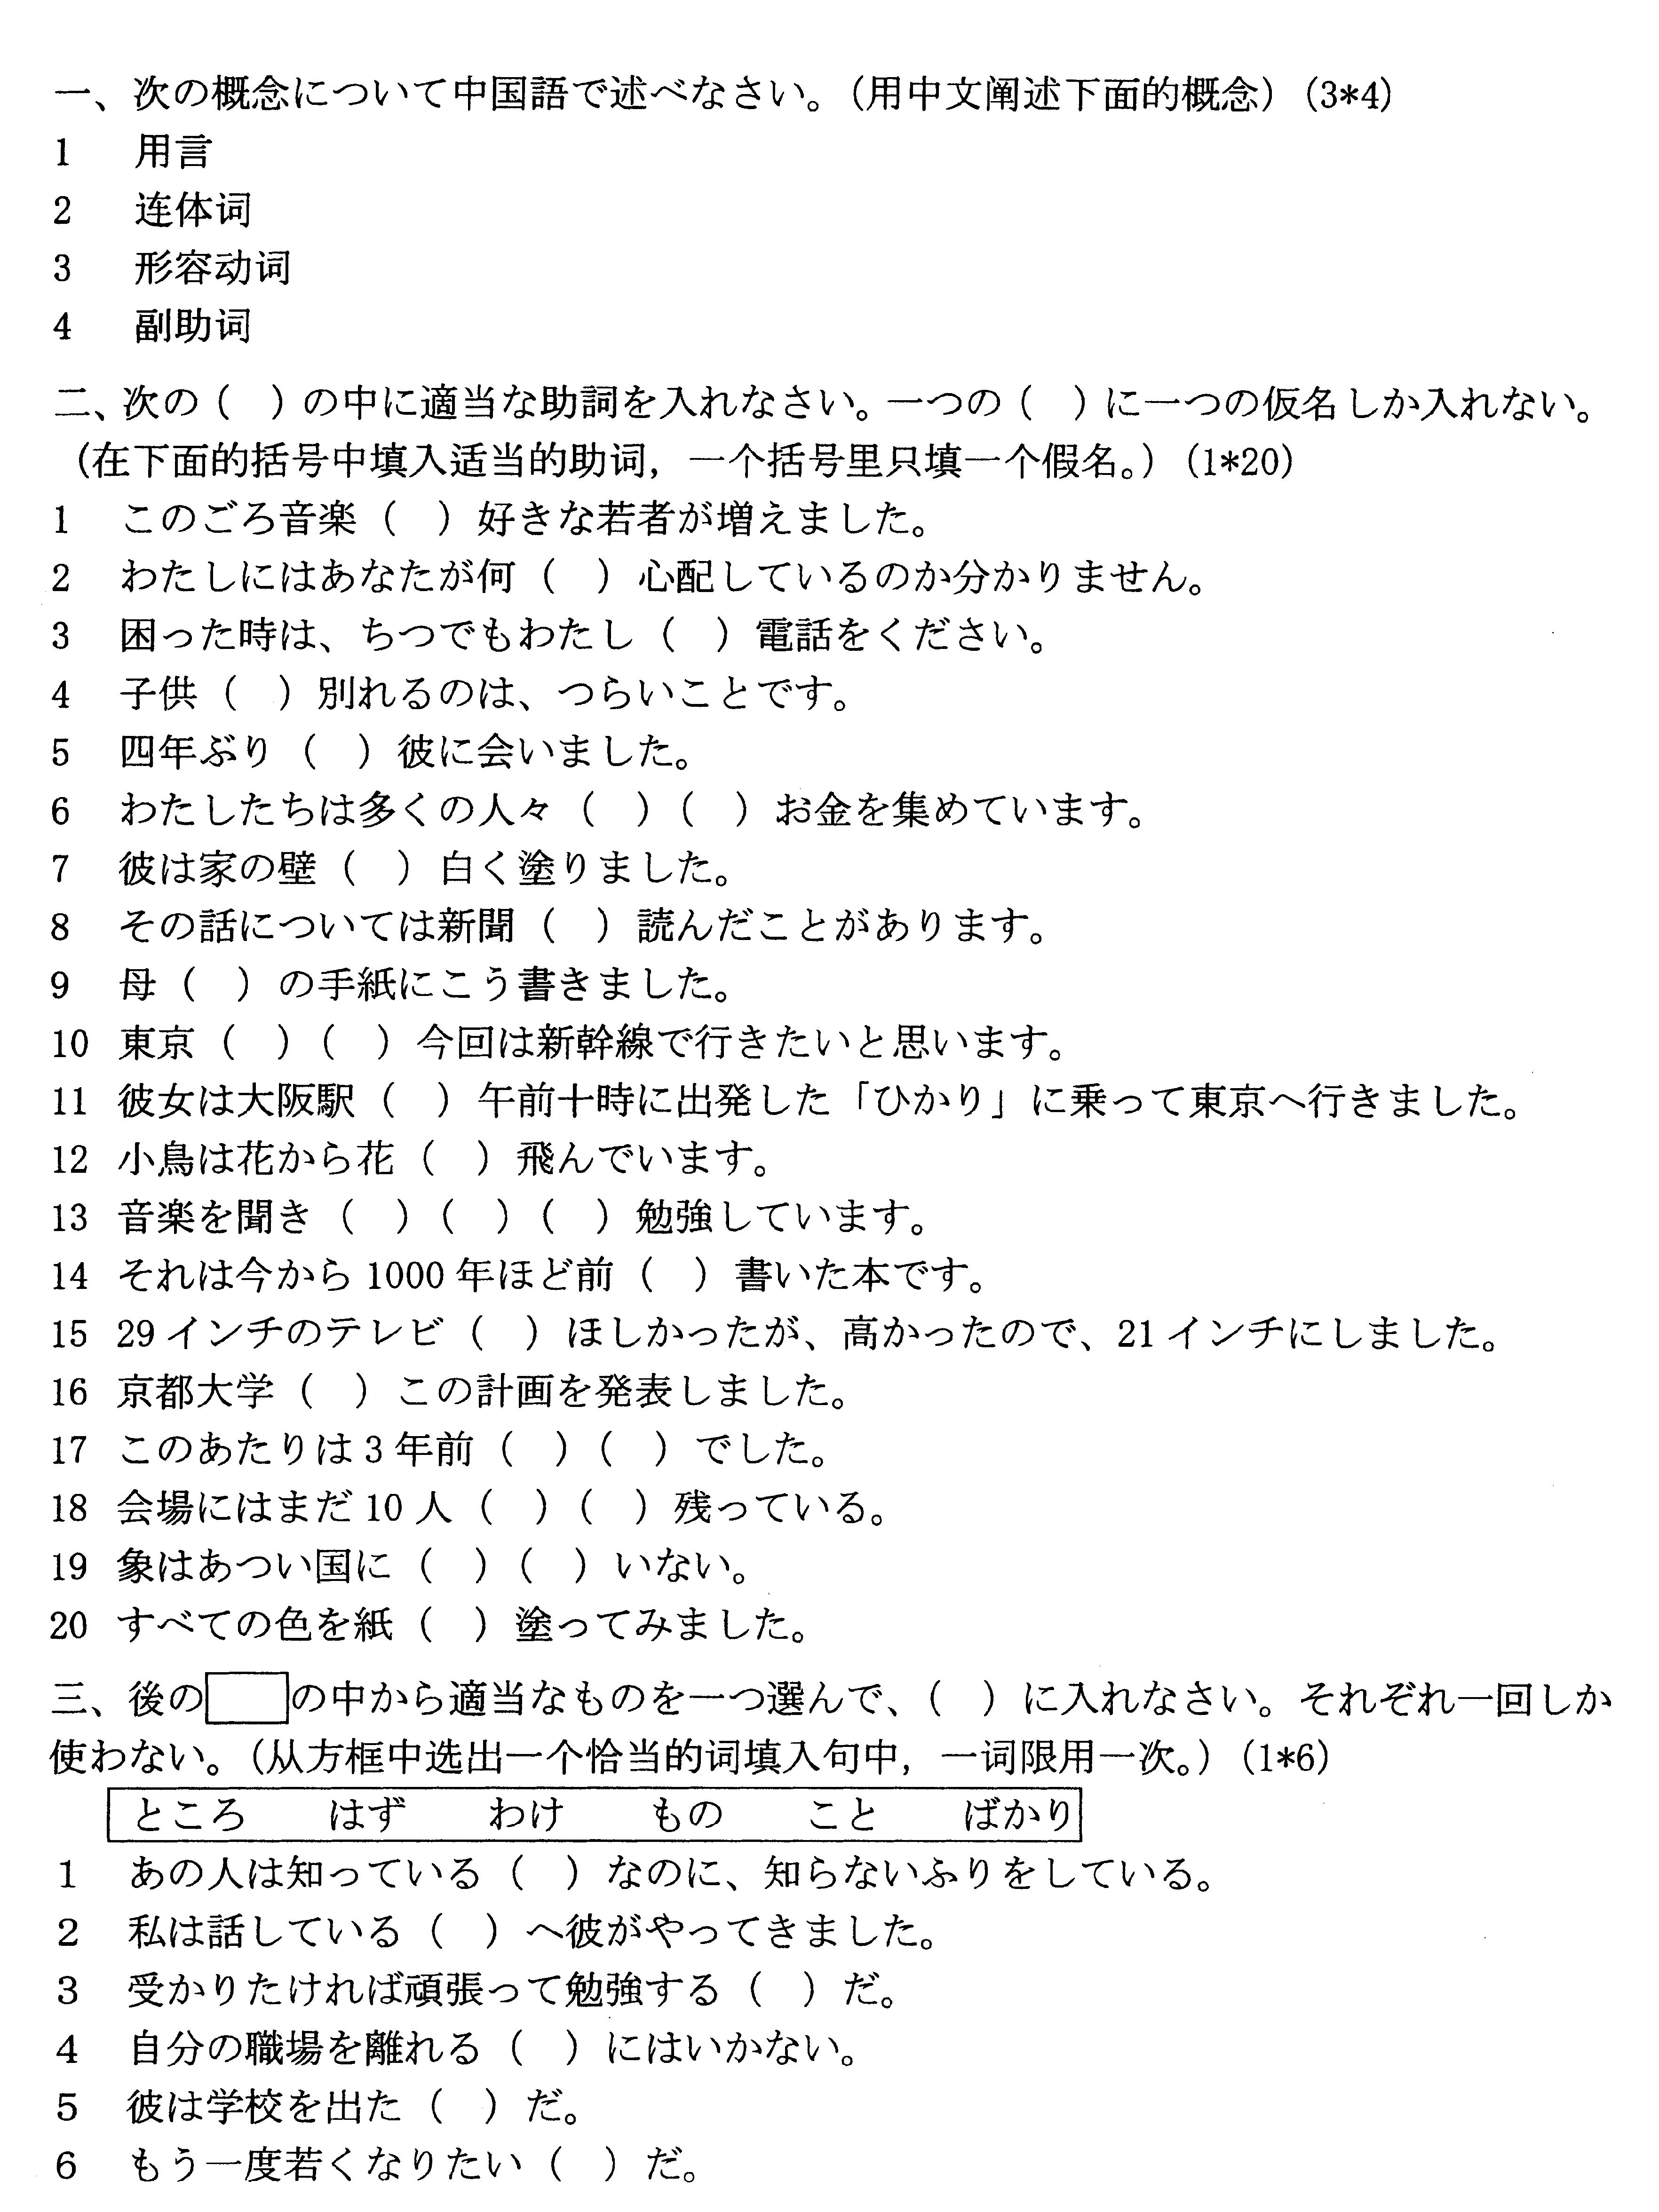 一、次の概念について中国語で述べなさい。（用中文阐述下面的概念）（3*4）
1 用言
2 连体词
3 形容动词
4 副助词
二、次の（ ）の中に適当な助詞を入れなさい。一つの（ ）に一つの仮名しか入れない。
（在下面的括号中填入适当的助词，一个括号里只填一个假名。）（1*20）
1 このごろ音楽（ ）好きな若者が増えました。
2 わたしにはあなたが何（ ）心配しているのか分かりません。
3 困った時は、ちつでもわたし（ ）電話をください。
4 子供（ ）別れるのは、つらいことです。
5 四年ぶり（ ）彼に会いました。
6 わたしたちは多くの人々（ ）（ ）お金を集めています。
7 彼は家の壁（ ）白く塗りました。
8 その話については新聞（ ）読んだことがあります。
9 母（ ）の手紙にこう書きました。
10 東京（ ）（ ）今回は新幹線で行きたいと思います。
11 彼女は大阪駅（ ）午前十時に出発した「ひかり」に乗って東京へ行きました。
12 小鳥は花から花（ ）飛んでいます。
13 音楽を聞き（ ）（ ）（ ）勉強しています。
14 それは今から 1000 年ほど前（ ）書いた本です。
15 29 インチのテレビ（ ）ほしかったが、高かったので、21 インチにしました。
16 京都大学（ ）この計画を発表しました。
17 このあたりは 3 年前（ ）（ ）でした。
18 会場にはまだ 10 人（ ）（ ）残っている。
19 象はあつい国に（ ）（ ）いない。
20 すべての色を紙（ ）塗ってみました。
三、後の□の中から適当なものを一つ選んで、（ ）に入れなさい。それぞれ一回しか
使わない。（从方框中选出一个恰当的词填入句中，一词限用一次。）（1*6）
ところ はず わけ もの こと ばかり
1 あの人は知っている（ ）なのに、知らないふりをしている。
2 私は話している（ ）へ彼がやってきました。
3 受かりたければ頑張って勉強する（ ）だ。
4 自分の職場を離れる（ ）にはいかない。
5 彼は学校を出た（ ）だ。
6 もう一度若くなりたい（ ）だ。